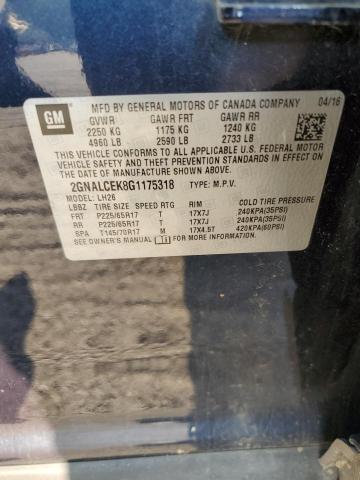 GM
MFD BY GENERAL MOTORS OF CANADA COMPANY 04/16
GVWR GAWR FRT GAWR RR
2250 KG 1175 KG 1240 KG
4960 LB 2590 LB 2733 LB
THIS VEHICLE CONFORMS TO ALL APPLICABLE U.S. FEDERAL MOTOR
VEHICLE SAFETY, BUMPER, AND THEFT PREVENTION STANDARDS
IN EFFECT ON THE DATE OF MANUFACTURE SHOWN ABOVE.
2GNALCEK8G1175318 TYPE: M.P.V.
MODEL: LH26
LBBZ TIRE SIZE SPEED RTG RIM COLD TIRE PRESSURE
FRT P225/65R17 T 17X7J 240KPA(35PSI)
RR P225/65R17 T 17X7J 240KPA(35PSI)
SPA T145/70R17 M 17X4.5T 420KPA(60PSI)
SEE OWNER'S MANUAL FOR MORE INFORMATION.